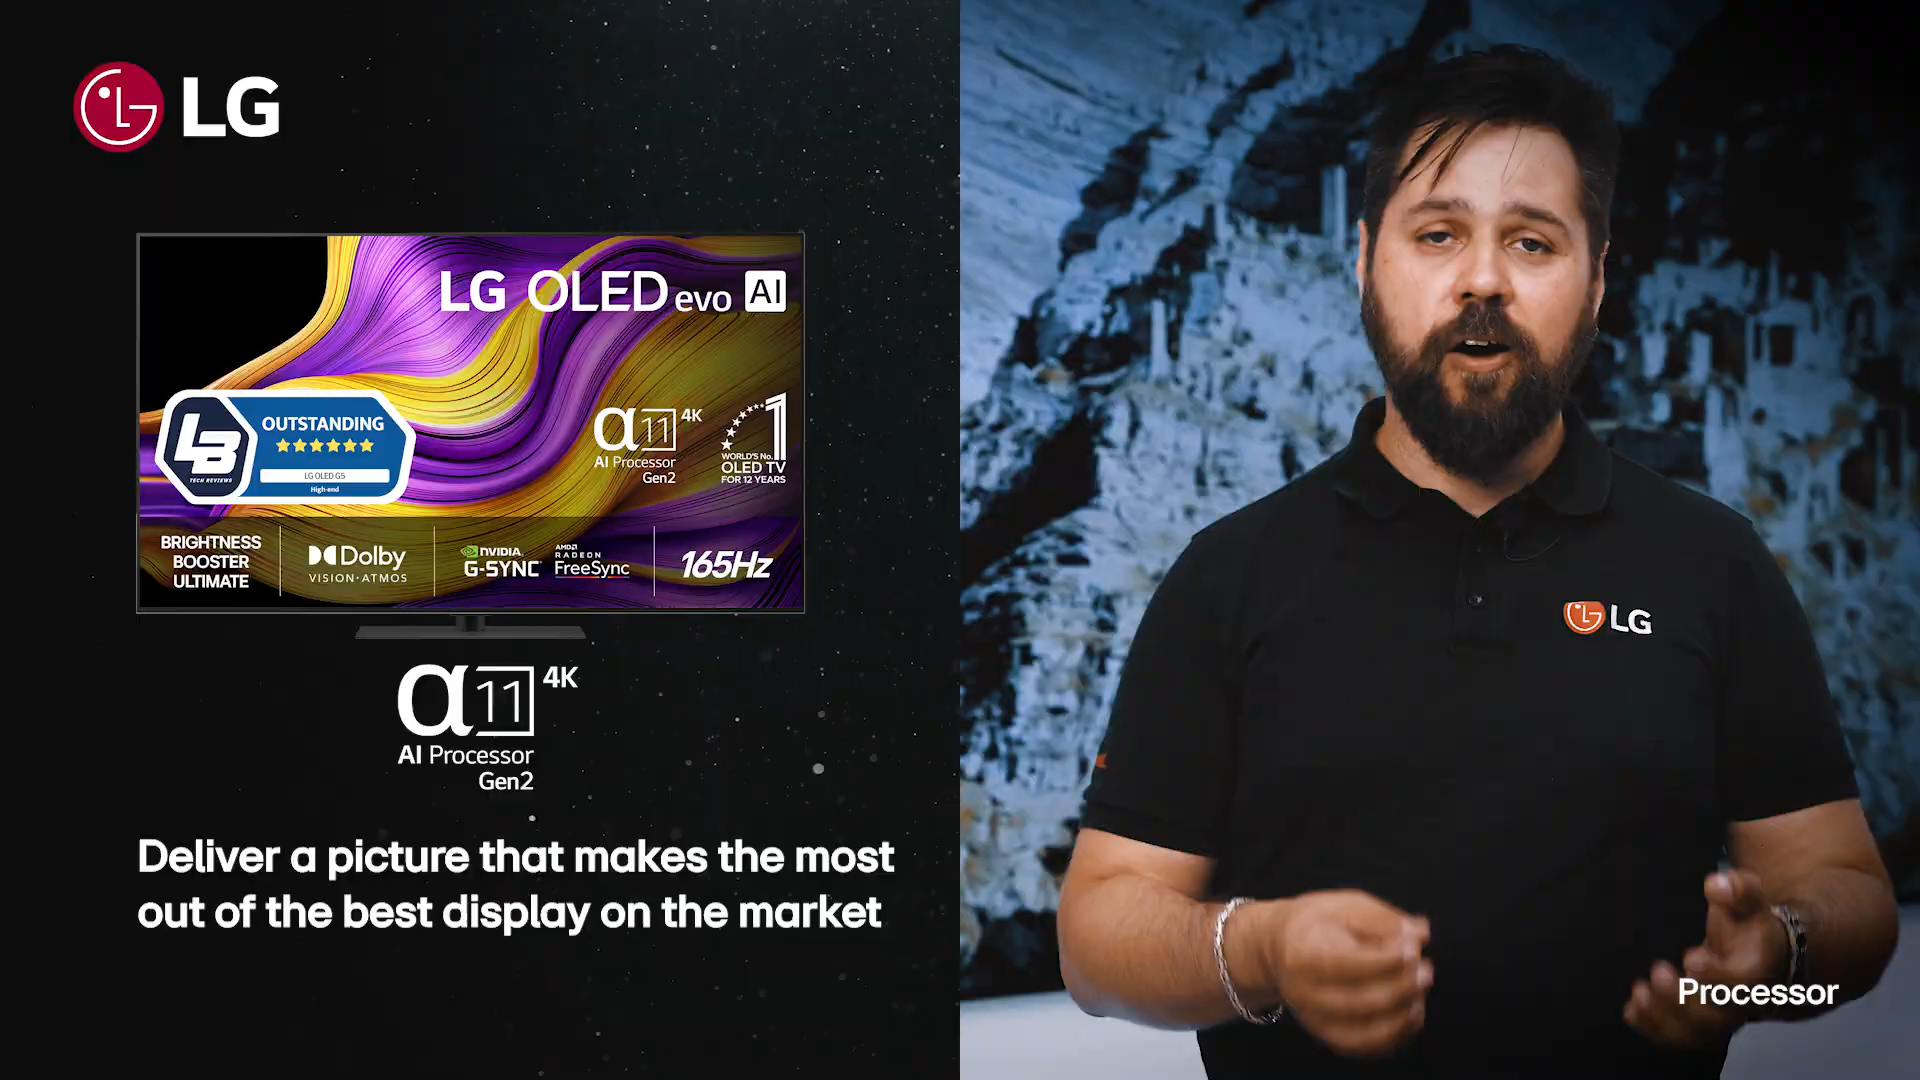 LG
LG OLED evo AI
LB
TECH REVIEWS
OUTSTANDING
LG OLED G5
High-end
α11 4K
AI Processor
Gen2
1
WORLD'S No.
OLED TV
FOR 12 YEARS
BRIGHTNESS
BOOSTER
ULTIMATE
Dolby
VISION·ATMOS
NVIDIA.
G-SYNC
AMD
RADEON
FreeSync
165Hz
α11 4K
AI Processor
Gen2
Deliver a picture that makes the most
out of the best display on the market
LG
Processor